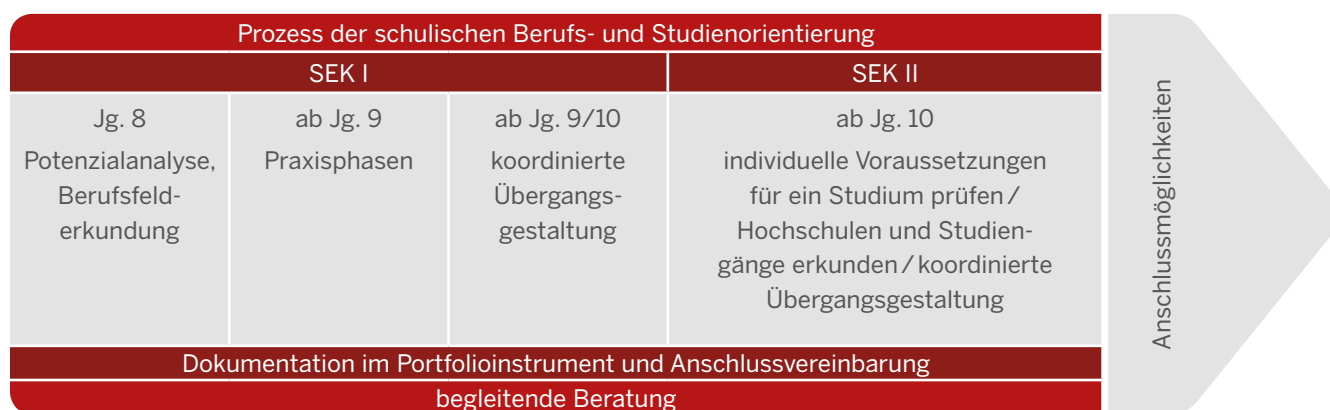 Prozess der schulischen Berufs- und Studienorientierung
SEK I
SEK II
Jg. 8
Potenzialanalyse,
Berufsfeld-
erkundung
ab Jg. 9
Praxisphasen
ab Jg. 9/10
koordinierte
Übergangs-
gestaltung
ab Jg. 10
individuelle Voraussetzungen
für ein Studium prüfen /
Hochschulen und Studien-
gänge erkunden / koordinierte
Übergangsgestaltung
Dokumentation im Portfolioinstrument und Anschlussvereinbarung
begleitende Beratung
Anschlussmöglichkeiten